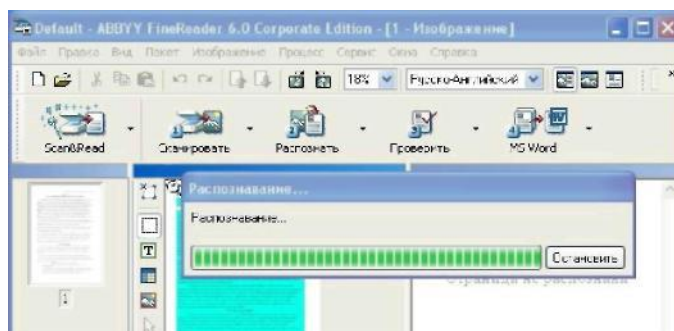 Default - ABBYY FineReader 6.0 Corporate Edition - [1 - Изображение]
Файл Правка Вид Пакет Изображение Процесс Сервис Окна Справка
18% Русско-Английский
Scan&Read Сканировать Распознать Проверить MS Word
Распознавание...
Распознавание...
Остановить
Страница не распознана
1